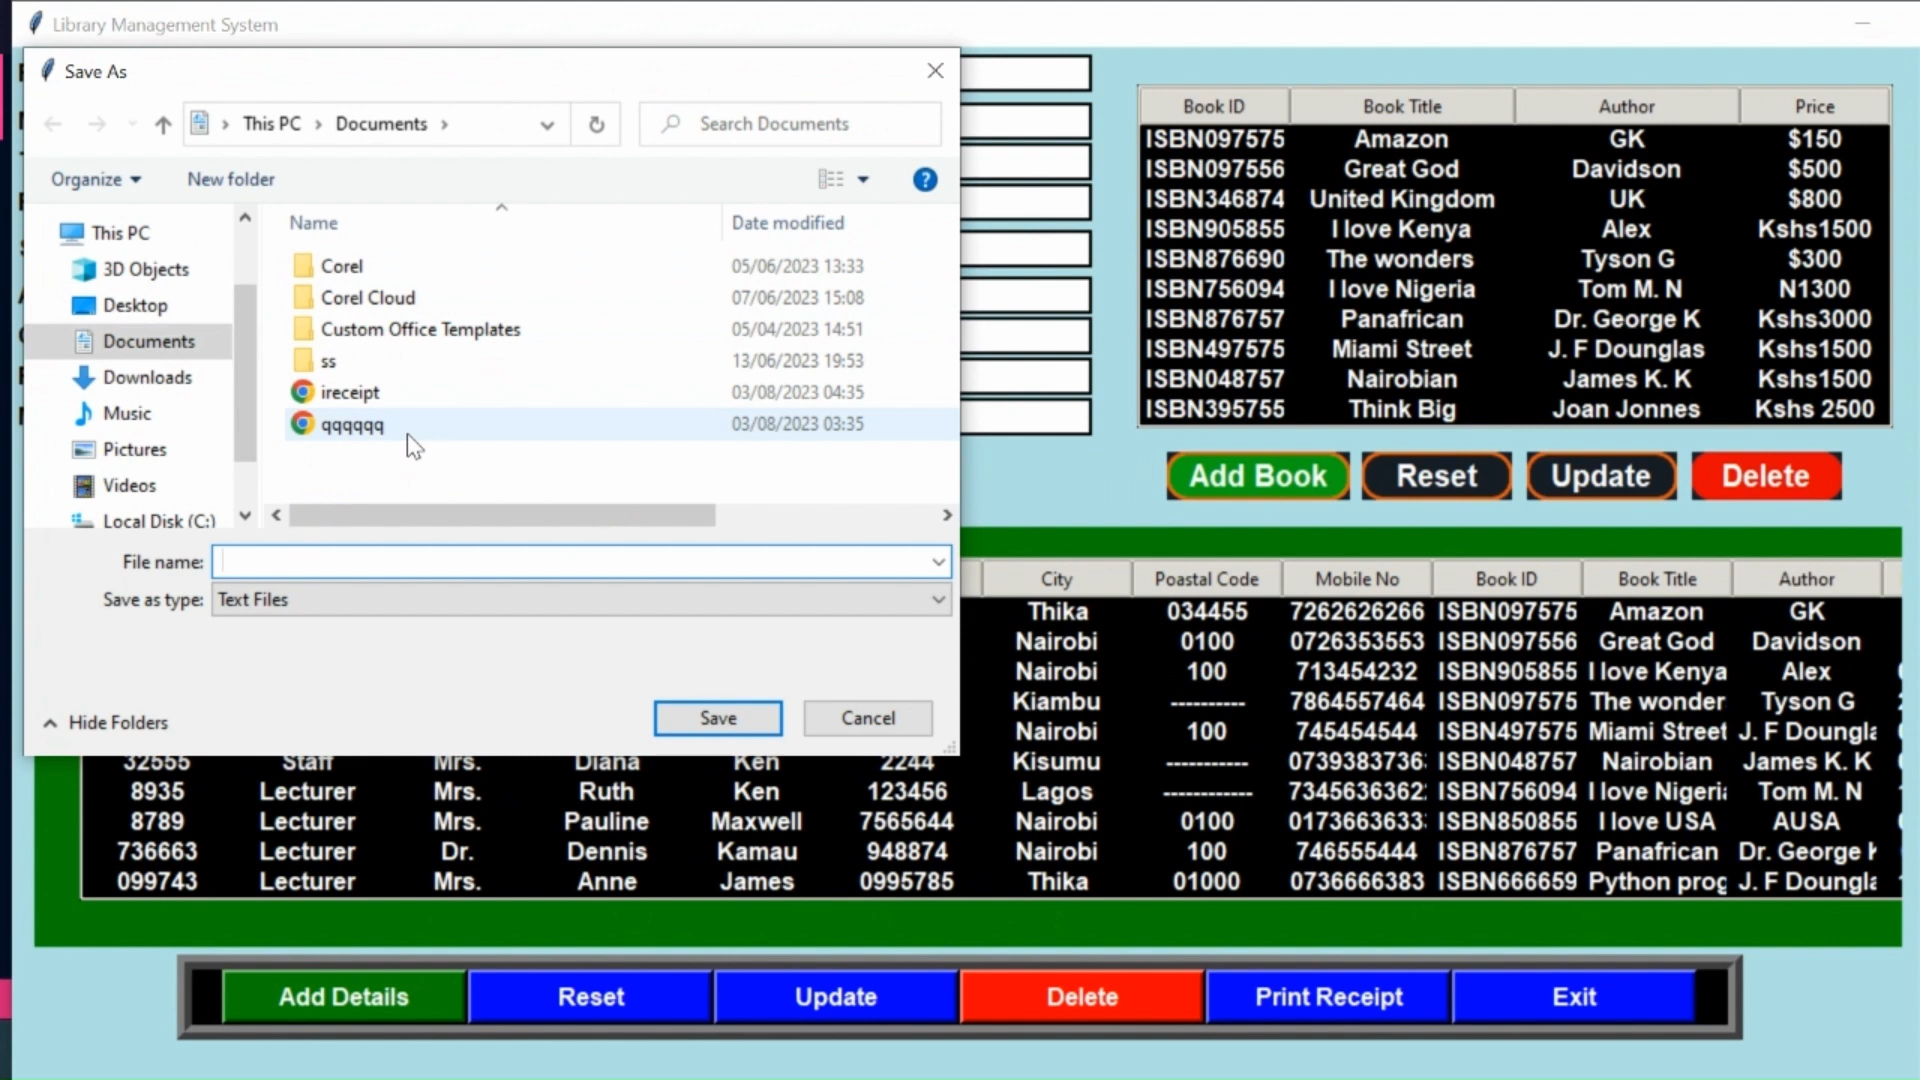 Library Management System
Save As
This PC > Documents >
Search Documents
Organize
New folder
This PC
3D Objects
Desktop
Documents
Downloads
Music
Pictures
Videos
Local Disk (C:)
Name Date modified
Corel 05/06/2023 13:33
Corel Cloud 07/06/2023 15:08
Custom Office Templates 05/04/2023 14:51
ss 13/06/2023 19:53
ireceipt 03/08/2023 04:35
qqqqqq 03/08/2023 03:35
File name:
Save as type: Text Files
Hide Folders
Save
Cancel
Book ID Book Title Author Price
ISBN097575 Amazon GK $150
ISBN097556 Great God Davidson $500
ISBN346874 United Kingdom UK $800
ISBN905855 I love Kenya Alex Kshs1500
ISBN876690 The wonders Tyson G $300
ISBN756094 I love Nigeria Tom M. N N1300
ISBN876757 Panafrican Dr. George K Kshs3000
ISBN497575 Miami Street J. F Dounglas Kshs1500
ISBN048757 Nairobian James K. K Kshs1500
ISBN395755 Think Big Joan Jonnes Kshs 2500
Add Book Reset Update Delete
City Poastal Code Mobile No Book ID Book Title Author
Thika 034455 7262626266 ISBN097575 Amazon GK
Nairobi 0100 0726353553 ISBN097556 Great God Davidson
Nairobi 100 713454232 ISBN905855 I love Kenya Alex
Kiambu ---------- 7864557464 ISBN097575 The wonder Tyson G
Nairobi 100 745454544 ISBN497575 Miami Street J. F Doungla
32555 Staff Mrs. Diana Ken 2244 Kisumu ----------- 0739383736 ISBN048757 Nairobian James K. K
8935 Lecturer Mrs. Ruth Ken 123456 Lagos ------------ 7345636362 ISBN756094 I love Nigeri Tom M. N
8789 Lecturer Mrs. Pauline Maxwell 7565644 Nairobi 0100 0173663633 ISBN850855 I love USA AUSA
736663 Lecturer Dr. Dennis Kamau 948874 Nairobi 100 746555444 ISBN876757 Panafrican Dr. George
099743 Lecturer Mrs. Anne James 0995785 Thika 01000 0736666383 ISBN666659 Python prog J. F Doungla
Add Details Reset Update Delete Print Receipt Exit